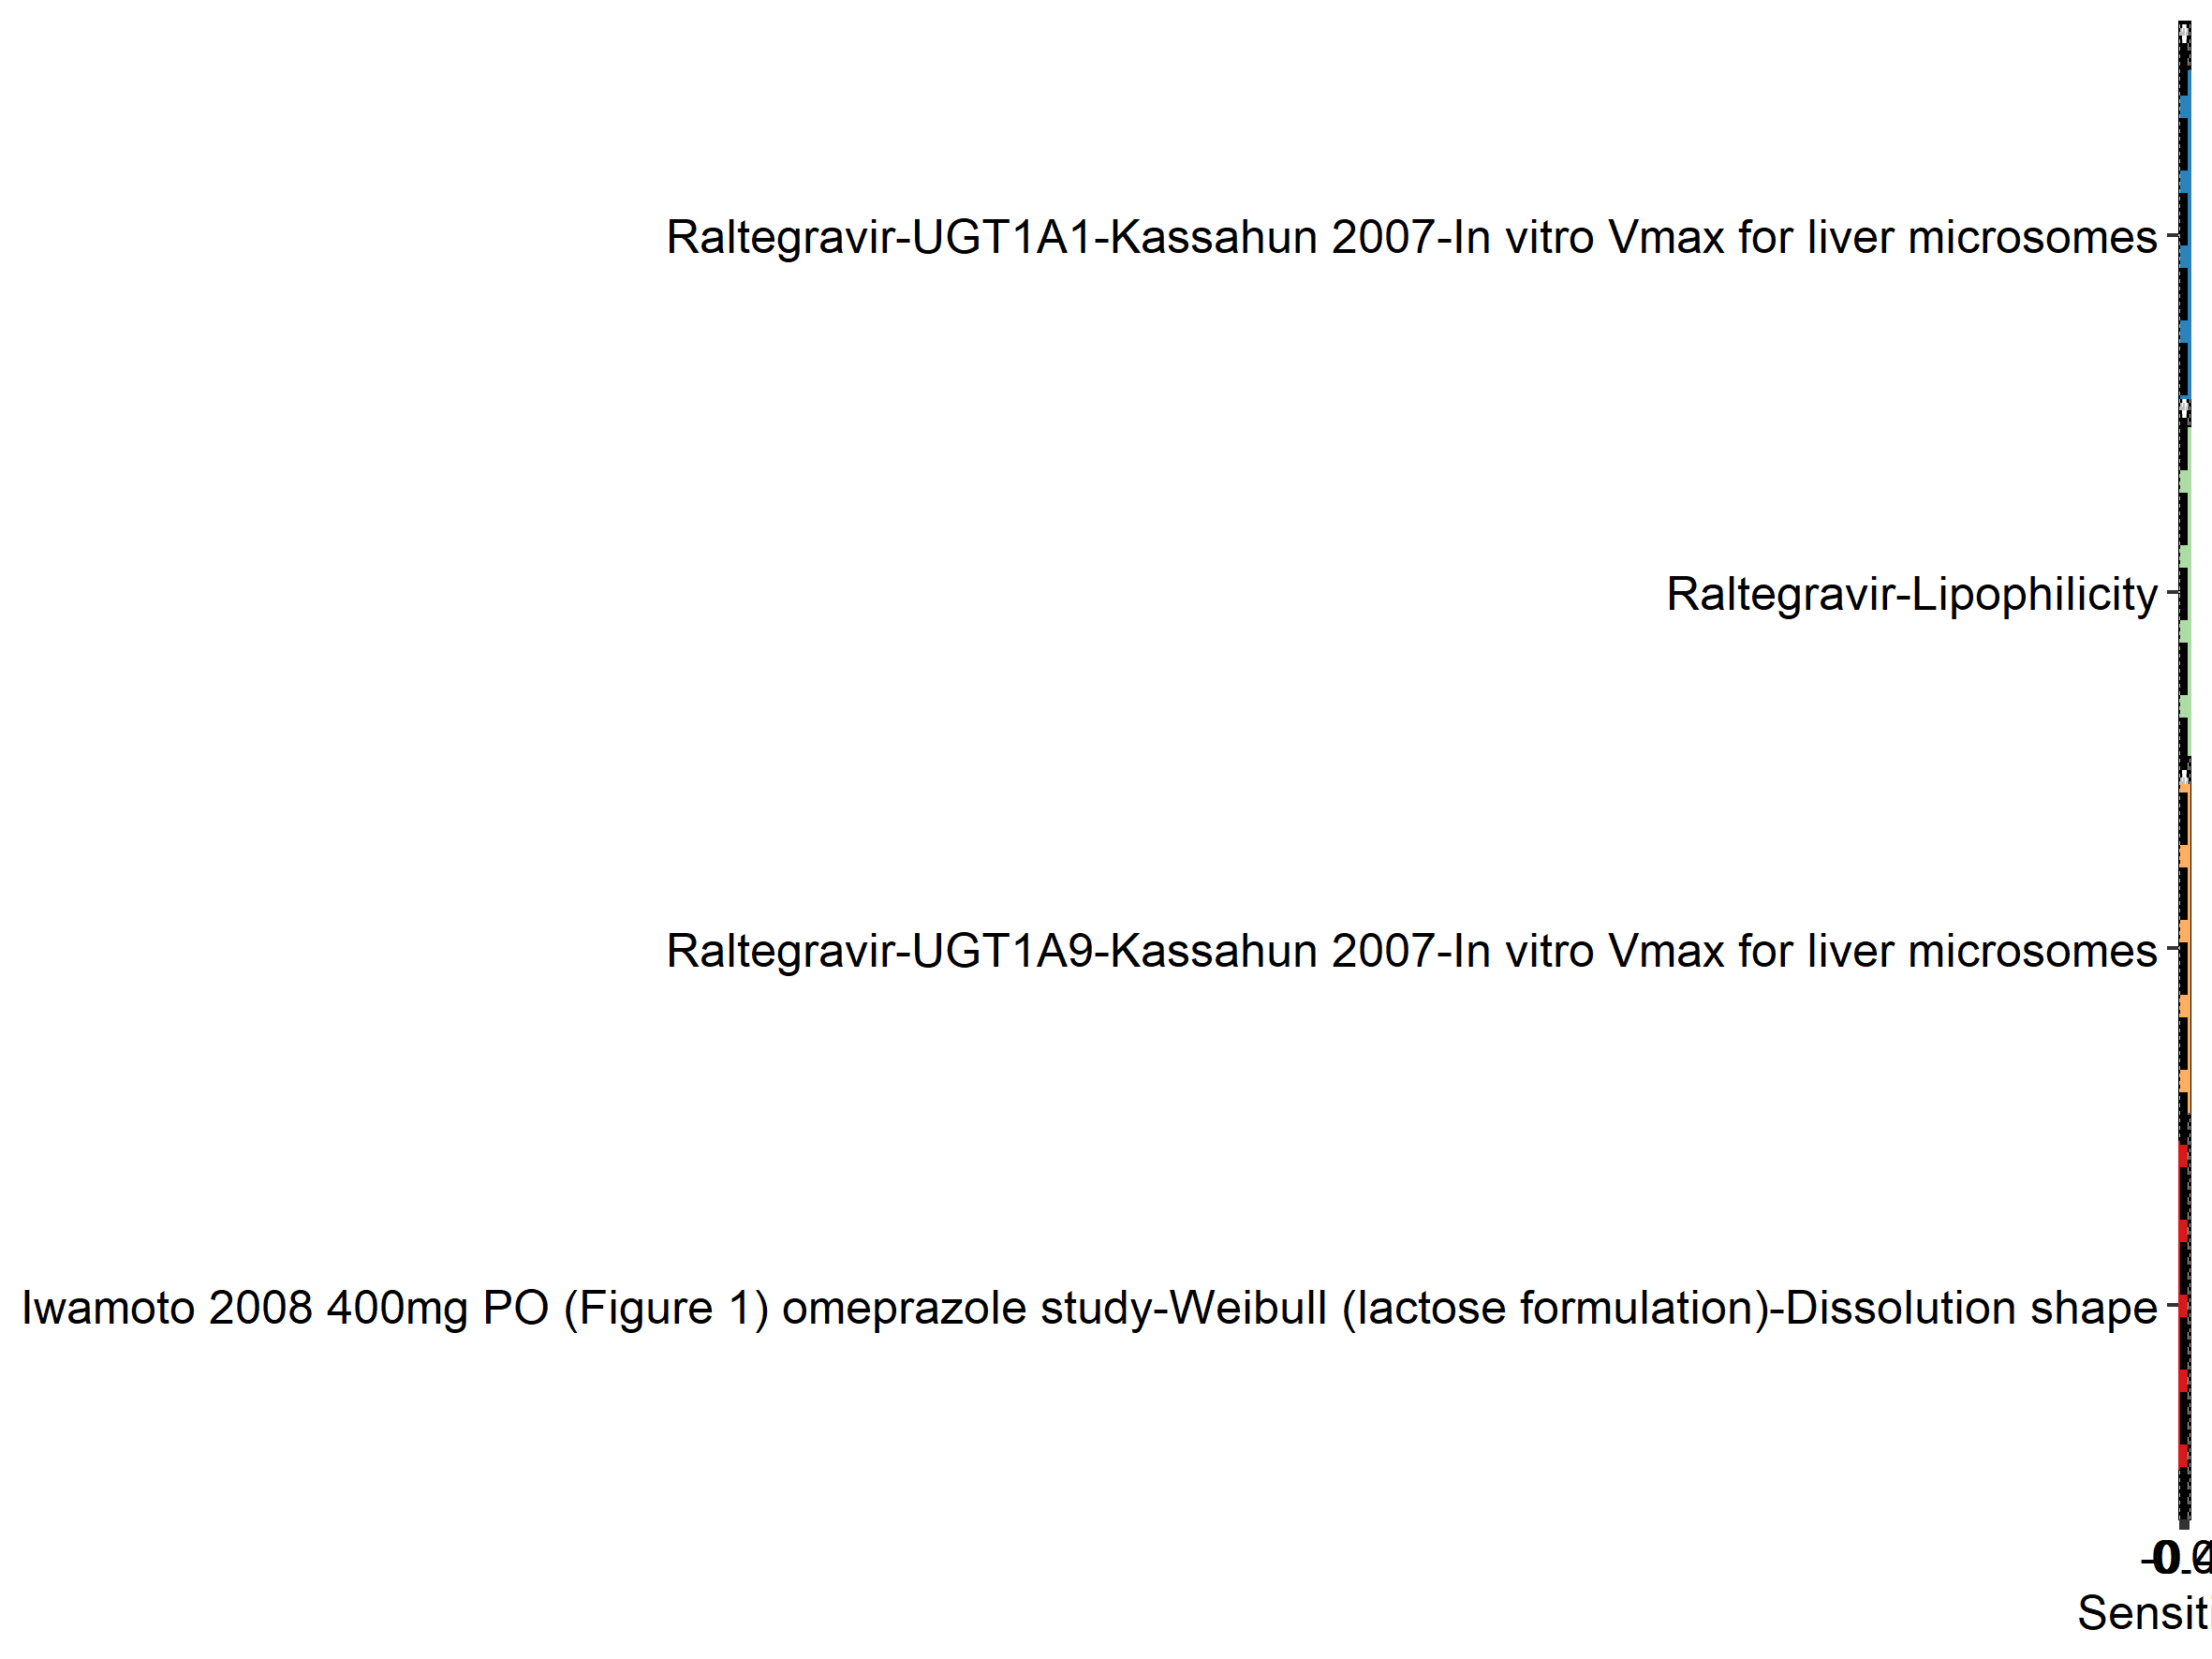 Raltegravir-UGT1A1-Kassahun 2007-In vitro Vmax for liver microsomes
Raltegravir-Lipophilicity
Raltegravir-UGT1A9-Kassahun 2007-In vitro Vmax for liver microsomes
Iwamoto 2008 400mg PO (Figure 1) omeprazole study-Weibull (lactose formulation)-Dissolution shape
Sensiti